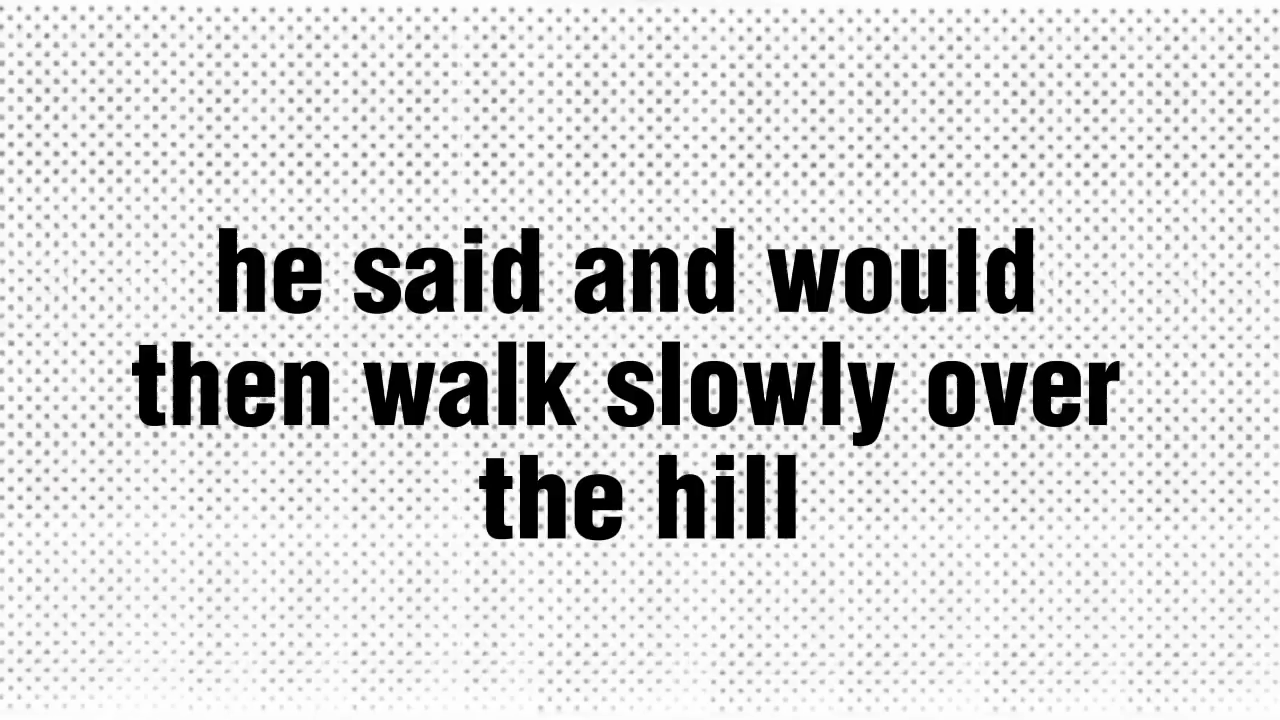 he said and would
then walk slowly over
the hill